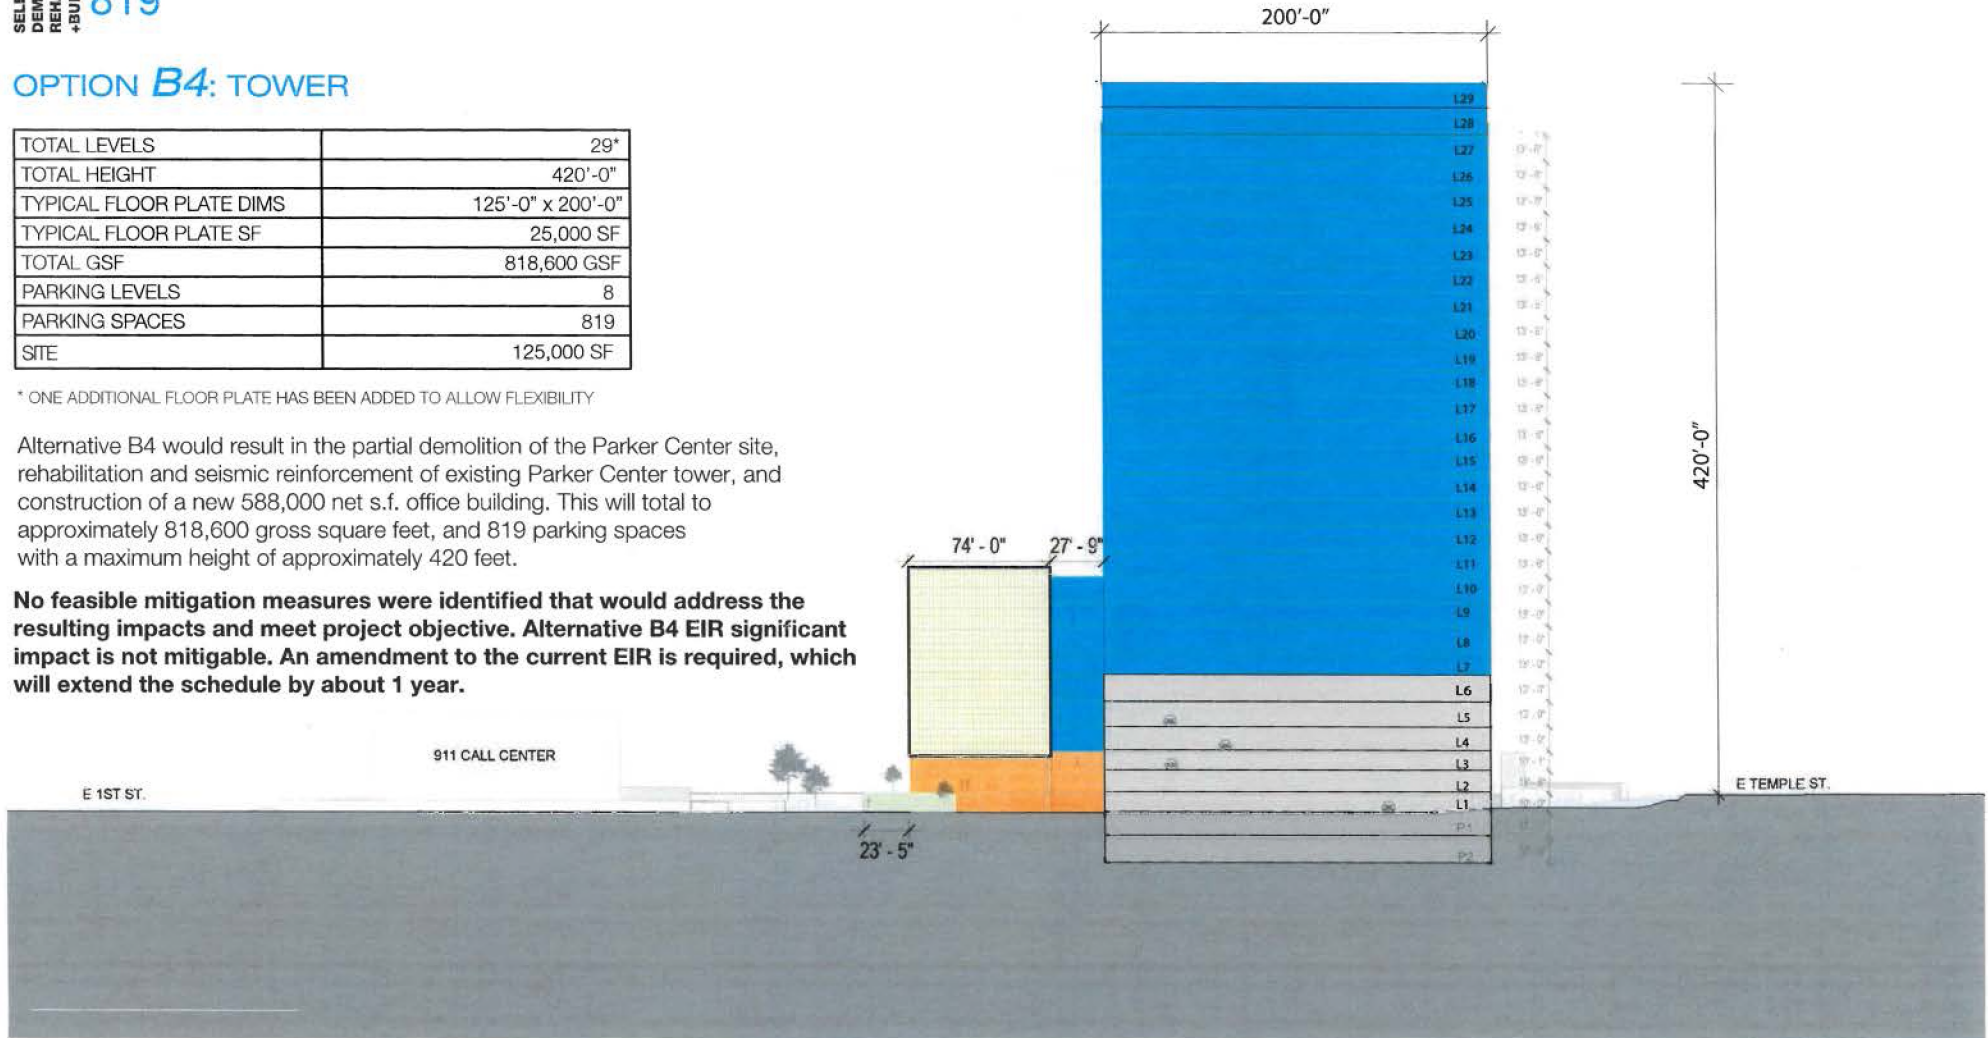 819
OPTION B4: TOWER
TOTAL LEVELS 29*
TOTAL HEIGHT 420'-0"
TYPICAL FLOOR PLATE DIMS 125'-0" x 200'-0"
TYPICAL FLOOR PLATE SF 25,000 SF
TOTAL GSF 818,600 GSF
PARKING LEVELS 8
PARKING SPACES 819
SITE 125,000 SF
* ONE ADDITIONAL FLOOR PLATE HAS BEEN ADDED TO ALLOW FLEXIBILITY
Alternative B4 would result in the partial demolition of the Parker Center site,
rehabilitation and seismic reinforcement of existing Parker Center tower, and
construction of a new 588,000 net s.f. office building. This will total to
approximately 818,600 gross square feet, and 819 parking spaces
with a maximum height of approximately 420 feet.
No feasible mitigation measures were identified that would address the
resulting impacts and meet project objective. Alternative B4 EIR significant
impact is not mitigable. An amendment to the current EIR is required, which
will extend the schedule by about 1 year.
911 CALL CENTER
E 1ST ST.
23' - 5"
74' - 0"
27' - 9"
200'-0"
L29
L28
L27
L26
L25
L24
L23
L22
L21
L20
L19
L18
L17
L16
L15
L14
L13
L12
L11
L10
L9
L8
L7
L6
L5
L4
L3
L2
L1
P1
P2
420'-0"
E TEMPLE ST.